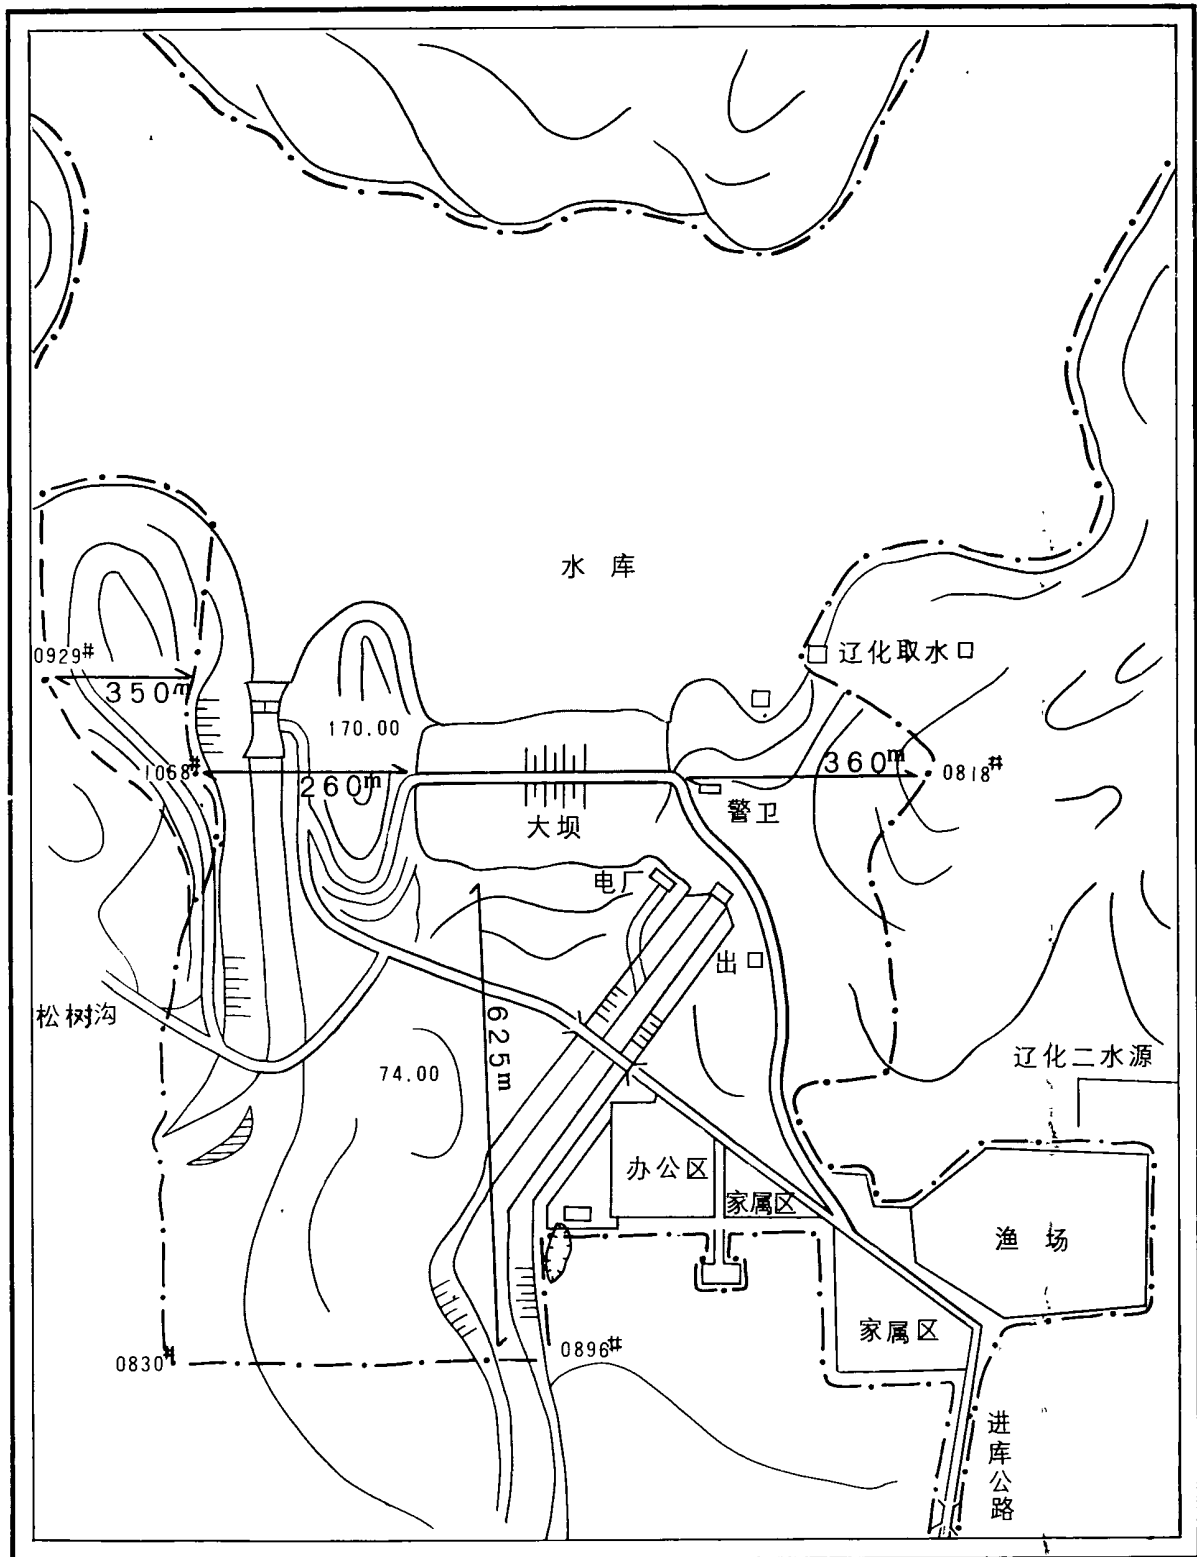 水 库
辽化取水口
0929#
350m
170.00
1068#
260m
360m
0818#
警卫
大坝
电厂
出口
松树沟
625m
74.00
辽化二水源
办公区
家属区
渔 场
家属区
0830#
0896#
进库公路